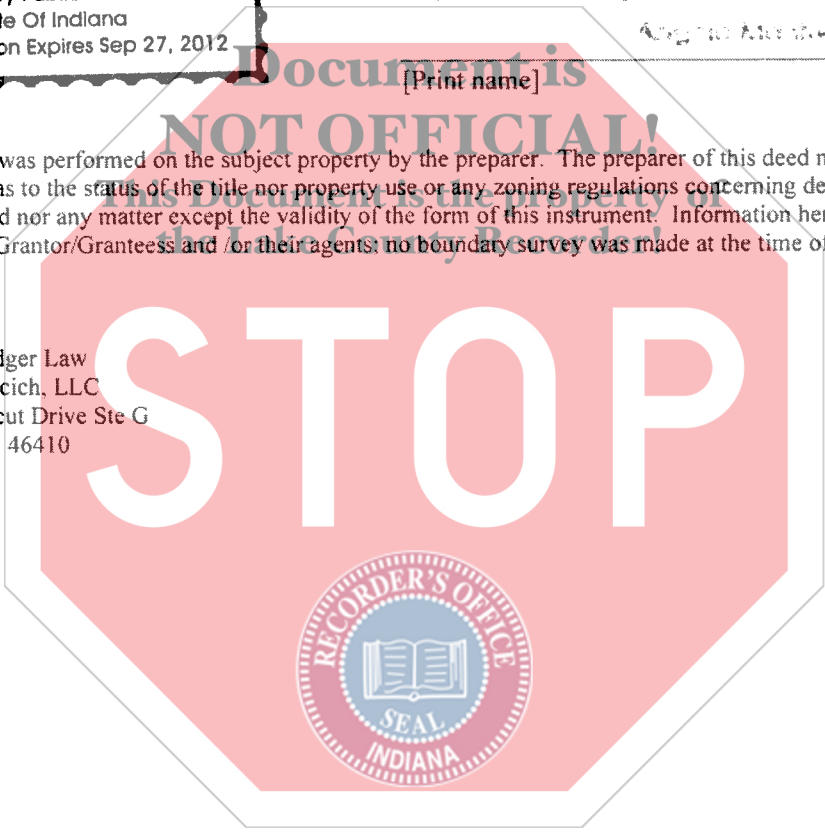 te Of Indiana
on Expires Sep 27, 2012
[Print name]
Document is
NOT OFFICIAL!
This Document is the property of
the Lake County Recorder!
was performed on the subject property by the preparer. The preparer of this deed
as to the status of the title nor property use or any zoning regulations concerning de
d nor any matter except the validity of the form of this instrument. Information her
Grantor/Granteess and /or their agents; no boundary survey was made at the time of
dger Law
cich, LLC
cut Drive Ste G
46410
STOP
RECORDER'S OFFICE
SEAL
INDIANA